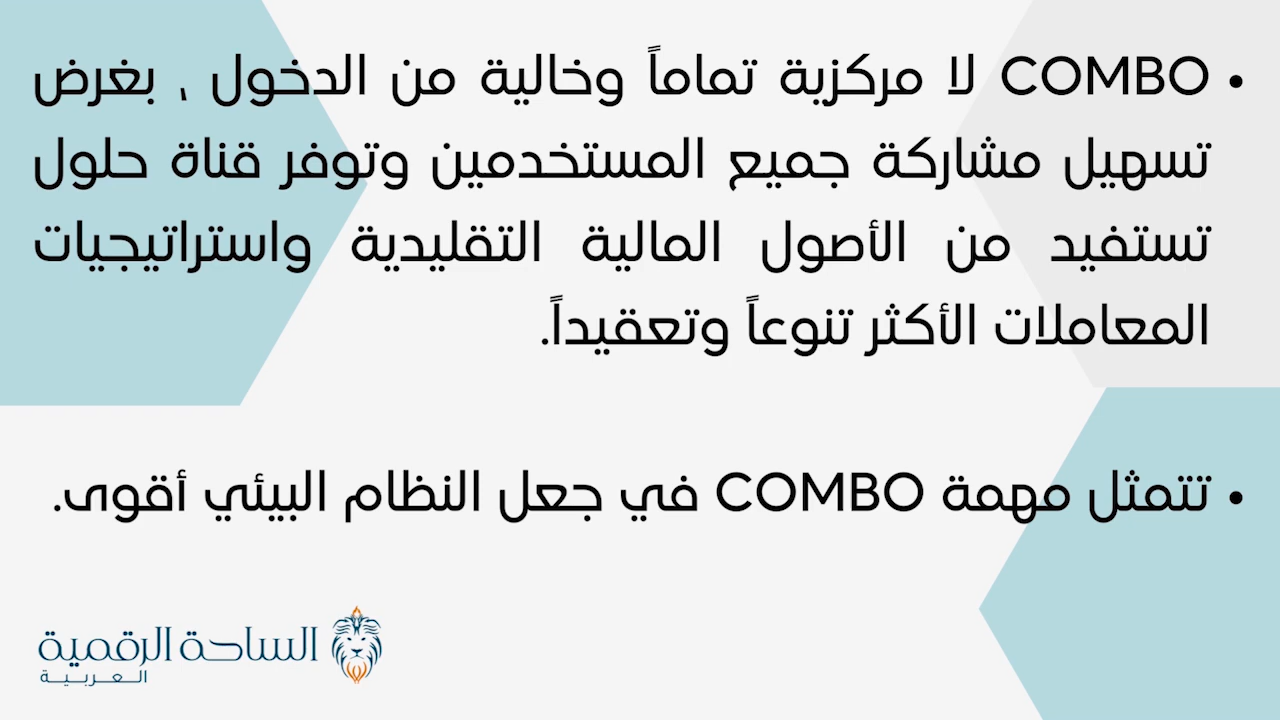 • COMBO لا مركزية تماماً وخالية من الدخول ، بغرض
تسهيل مشاركة جميع المستخدمين وتوفر قناة حلول
تستفيد من الأصول المالية التقليدية واستراتيجيات
المعاملات الأكثر تنوعاً وتعقيداً.
• تتمثل مهمة COMBO في جعل النظام البيئي أقوى.
الساحة الرقمية
العربية